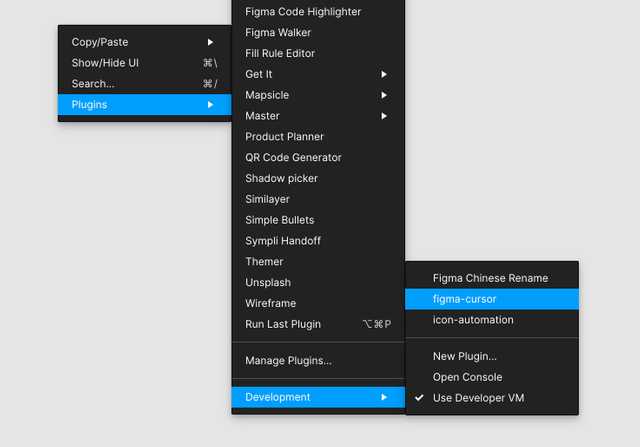 Copy/Paste
Show/Hide UI ⌘\
Search... ⌘/
Plugins
Figma Code Highlighter
Figma Walker
Fill Rule Editor
Get It
Mapsicle
Master
Product Planner
QR Code Generator
Shadow picker
Similayer
Simple Bullets
Sympli Handoff
Themer
Unsplash
Wireframe
Run Last Plugin ⌥⌘P
Manage Plugins...
Development
Figma Chinese Rename
figma-cursor
icon-automation
New Plugin...
Open Console
Use Developer VM